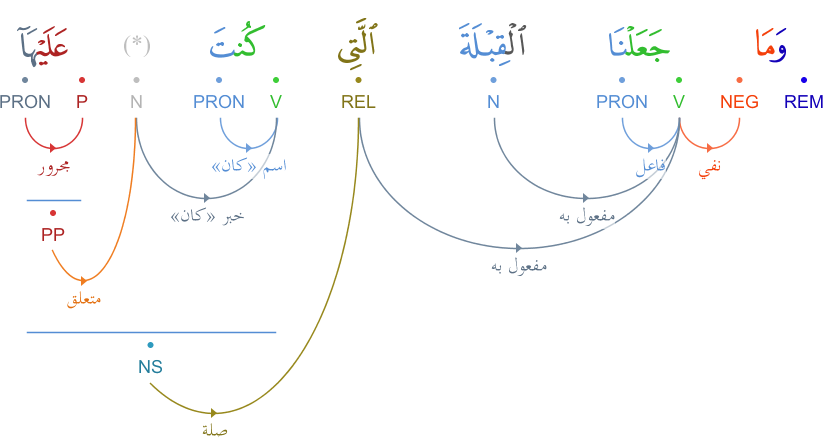 وَمَا جَعَلْنَا ٱلْقِبْلَةَ ٱلَّتِى كُنتَ (*) عَلَيْهَآ
PRON P N PRON V REL N PRON V NEG REM
مجرور اسم «كان» فاعل نفي
خبر «كان» مفعول به
PP
مفعول به
متعلق
NS
صلة